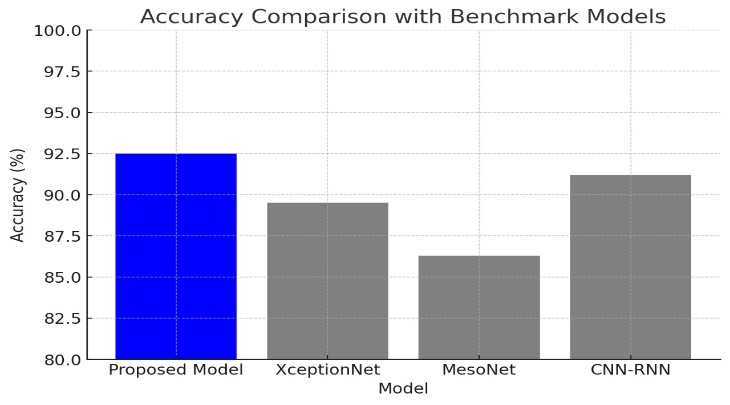 Accuracy Comparison with Benchmark Models
100.0
97.5
95.0
92.5
90.0
87.5
85.0
82.5
80.0
Accuracy (%)
Proposed Model XceptionNet MesoNet CNN-RNN
Model